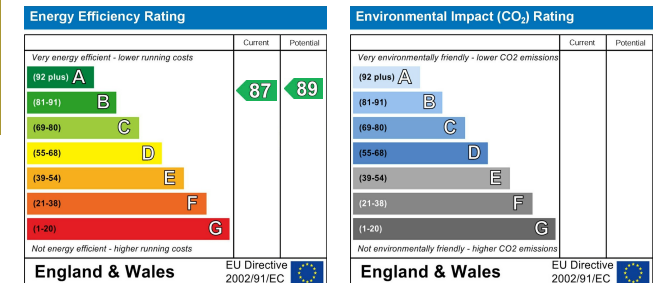 Energy Efficiency Rating
Current Potential
Very energy efficient - lower running costs
(92 plus) A
(81-91) B
(69-80) C
(55-68) D
(39-54) E
(21-38) F
(1-20) G
87 89
Not energy efficient - higher running costs
England & Wales
EU Directive
2002/91/EC
Environmental Impact (CO₂) Rating
Current Potential
Very environmentally friendly - lower CO2 emissions
(92 plus) A
(81-91) B
(69-80) C
(55-68) D
(39-54) E
(21-38) F
(1-20) G
Not environmentally friendly - higher CO2 emissions
England & Wales
EU Directive
2002/91/EC